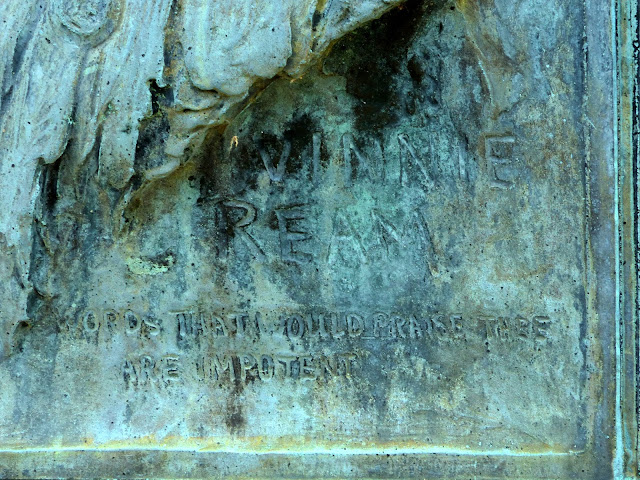 VINNIE
REAM
WORDS THAT WOULD PRAISE THEE
ARE IMPOTENT